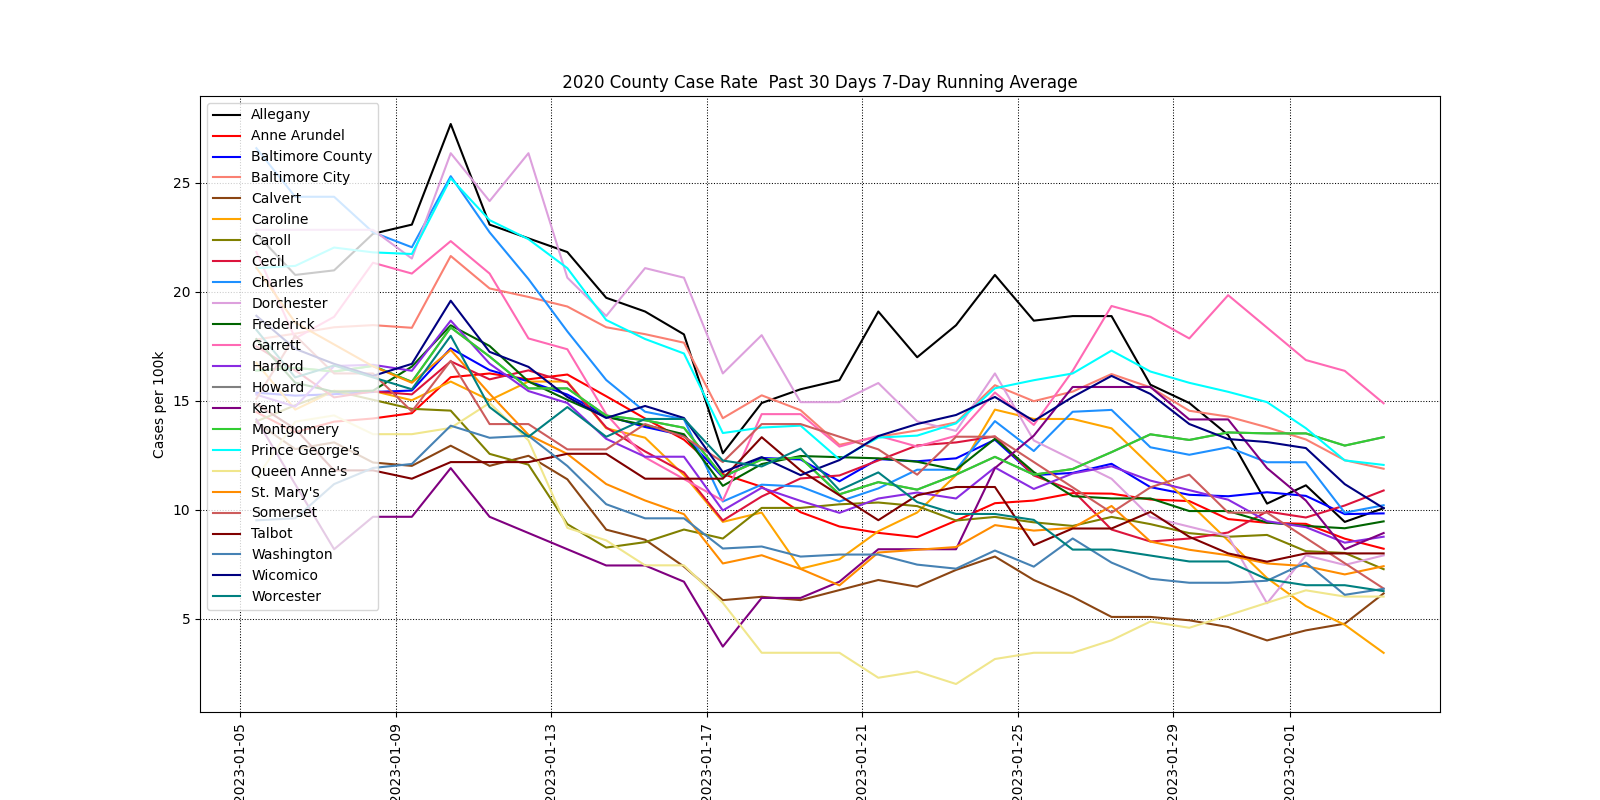 2020 County Case Rate  Past 30 Days 7-Day Running Average
Cases per 100k
25
20
15
10
5
Allegany
Anne Arundel
Baltimore County
Baltimore City
Calvert
Caroline
Caroll
Cecil
Charles
Dorchester
Frederick
Garrett
Harford
Howard
Kent
Montgomery
Prince George's
Queen Anne's
St. Mary's
Somerset
Talbot
Washington
Wicomico
Worcester
2023-01-05
2023-01-09
2023-01-13
2023-01-17
2023-01-21
2023-01-25
2023-01-29
2023-02-01